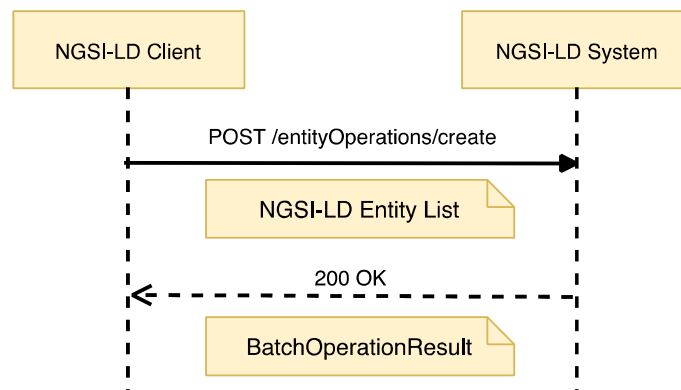 NGSI-LD Client
NGSI-LD System
POST /entityOperations/create
NGSI-LD Entity List
200 OK
BatchOperationResult